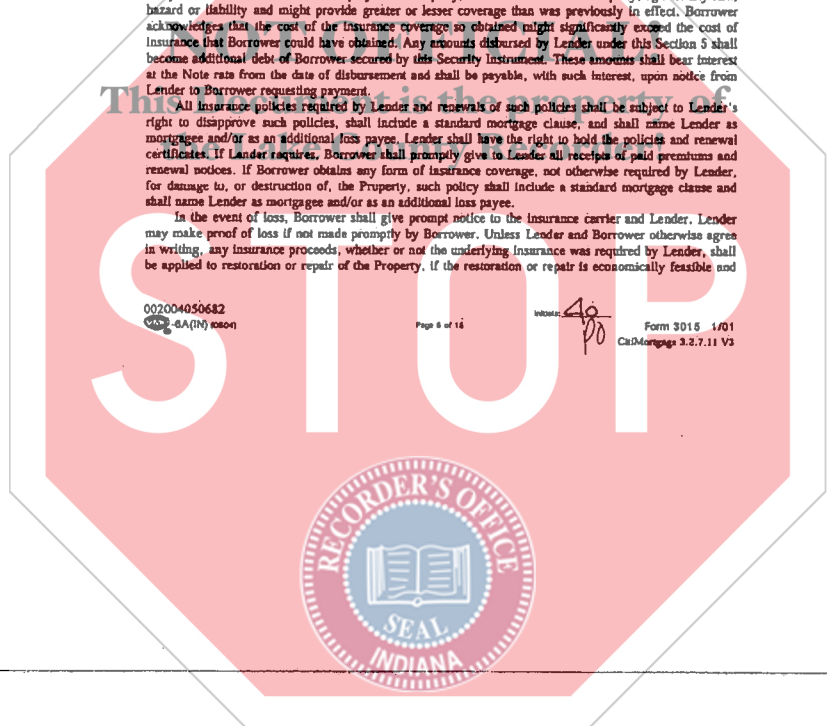 hazard or liability and might provide greater or lesser coverage than was previously in effect. Borrower
acknowledges that the cost of the insurance coverage so obtained might significantly exceed the cost of
insurance that Borrower could have obtained. Any amounts disbursed by Lender under this Section 5 shall
become additional debt of Borrower secured by this Security Instrument. These amounts shall bear interest
at the Note rate from the date of disbursement and shall be payable, with such interest, upon notice from
Lender to Borrower requesting payment.
All insurance policies required by Lender and renewals of such policies shall be subject to Lender's
right to disapprove such policies, shall include a standard mortgage clause, and shall name Lender as
mortgagee and/or as an additional loss payee. Lender shall have the right to hold the policies and renewal
certificates. If Lender requires, Borrower shall promptly give to Lender all receipts of paid premiums and
renewal notices. If Borrower obtains any form of insurance coverage, not otherwise required by Lender,
for damage to, or destruction of, the Property, such policy shall include a standard mortgage clause and
shall name Lender as mortgagee and/or as an additional loss payee.
In the event of loss, Borrower shall give prompt notice to the insurance carrier and Lender. Lender
may make proof of loss if not made promptly by Borrower. Unless Lender and Borrower otherwise agree
in writing, any insurance proceeds, whether or not the underlying insurance was required by Lender, shall
be applied to restoration or repair of the Property, if the restoration or repair is economically feasible and
002004050682
-6A(IN) (0504)
Page 6 of 15
Initials:
Form 3015 1/01
CitiMortgage 3.2.7.11 V3
NOT OFFICIAL
This Document is the property of
the Lake County Recorder!
STOP
RECORDER'S OFFICE
SEAL
INDIANA